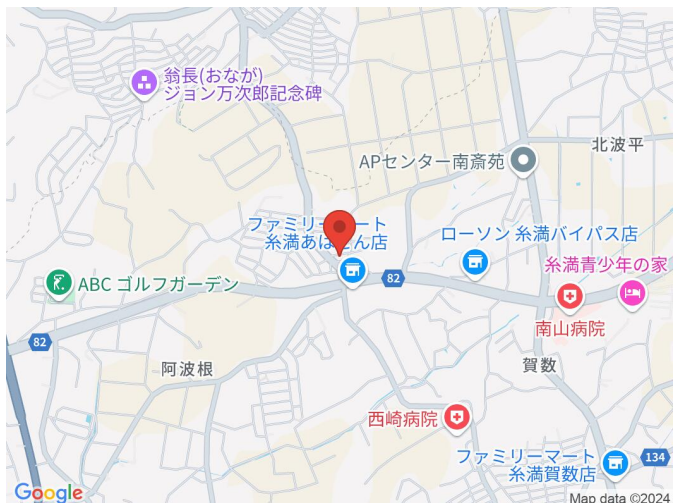 翁長(おなが)
ジョン万次郎記念碑
北波平
APセンター南斎苑
ファミリーマート
糸満あはごん店
ローソン 糸満バイパス店
糸満青少年の家
ABC ゴルフガーデン
82
南山病院
82
賀数
阿波根
西崎病院
ファミリーマート
糸満賀数店
134
Google
Map data ©2024